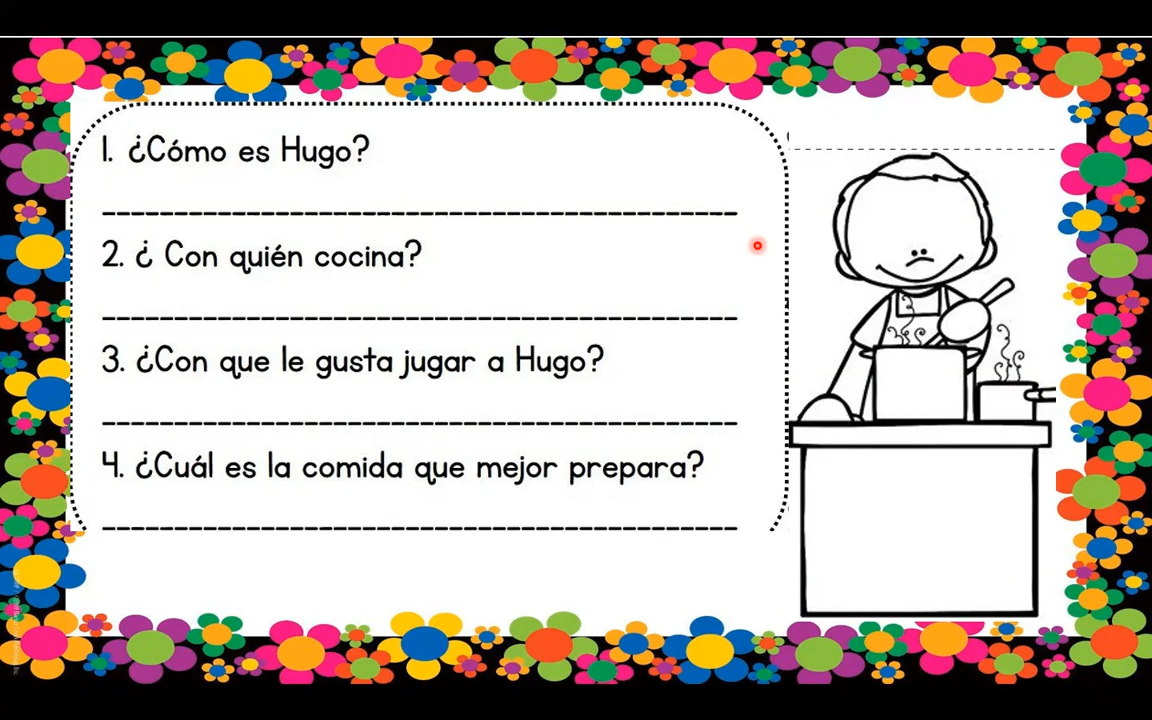 1. ¿Cómo es Hugo?
2. ¿ Con quién cocina?
3. ¿Con que le gusta jugar a Hugo?
4. ¿Cuál es la comida que mejor prepara?